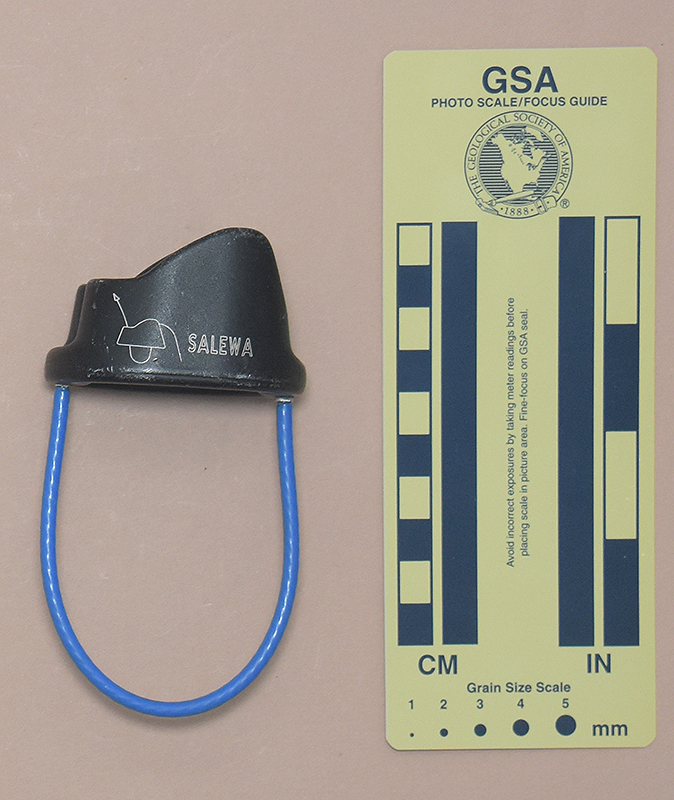 SALEWA
GSA
PHOTO SCALE/FOCUS GUIDE
THE GEOLOGICAL SOCIETY OF AMERICA
·1888·
®
Avoid incorrect exposures by taking meter readings before
placing scale in picture area. Fine-focus on GSA seal.
CM
IN
Grain Size Scale
1 2 3 4 5
mm